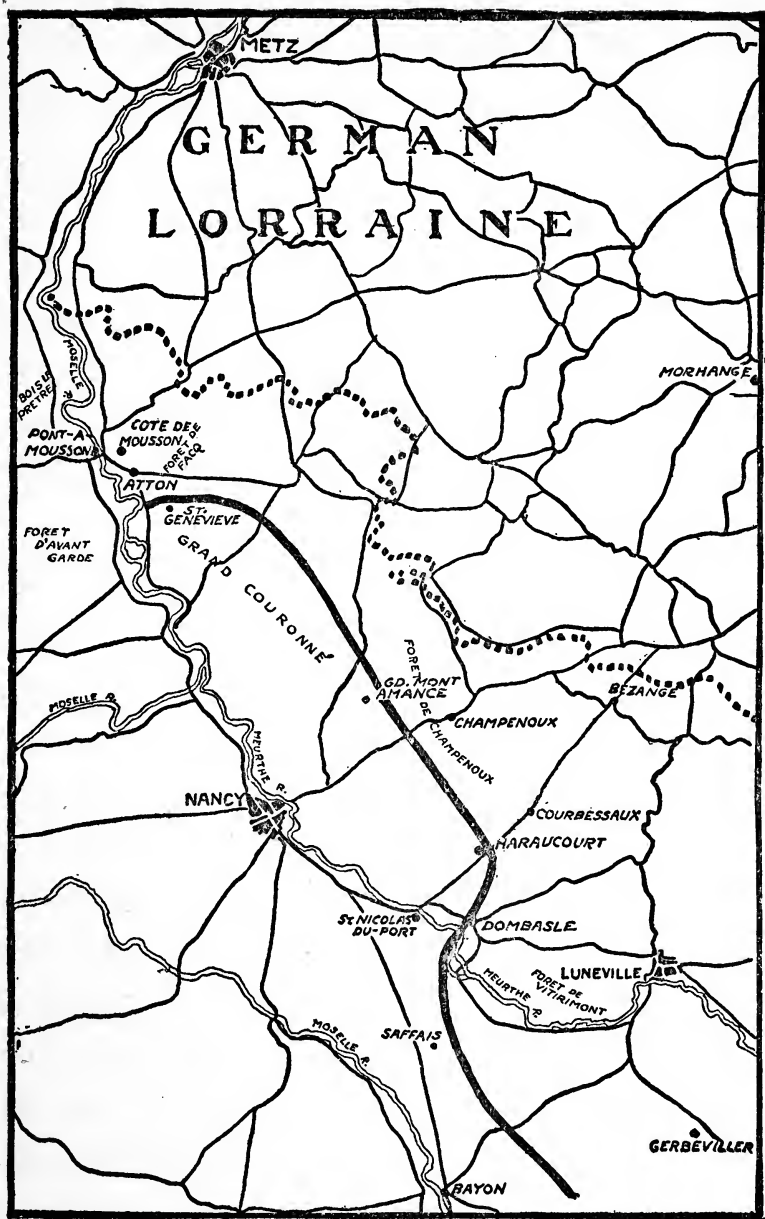 METZ
GERMAN
LORRAINE
MOSELLE R.
BOIS LE
PRETRE
MORHANGE
PONT-A
MOUSSON
COTE DE
MOUSSON
FORET DE
FACQ
ATTON
ST.
GENEVIEVE
FORET
D'AVANT
GARDE
GRAND COURONNÉ
FORET DE CHAMPENOUX
GD. MONT
AMANCE
BEZANGE
MOSELLE R.
CHAMPENOUX
MEURTHE R.
NANCY
COURBESSAUX
HARAUCOURT
ST NICOLAS
DU-PORT
DOMBASLE
LUNEVILLE
MEURTHE R.
FORET DE
VITIRIMONT
MOSELLE R.
SAFFAIS
GERBÉVILLER
BAYON